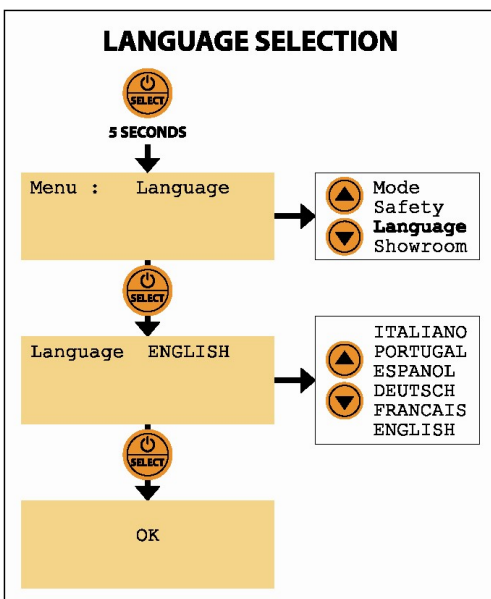 LANGUAGE SELECTION
SELECT
5 SECONDS
Menu : Language
Mode
Safety
Language
Showroom
SELECT
Language ENGLISH
ITALIANO
PORTUGAL
ESPANOL
DEUTSCH
FRANCAIS
ENGLISH
SELECT
OK